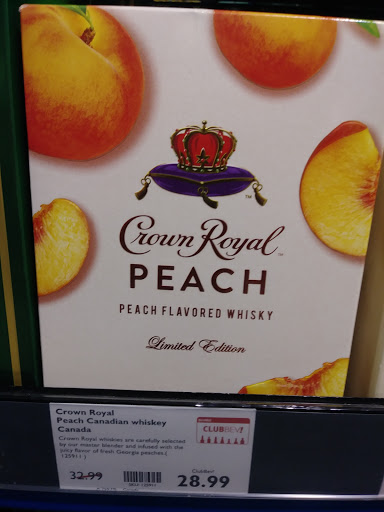 Crown Royal
PEACH
PEACH FLAVORED WHISKY
Limited Edition
Crown Royal
Peach Canadian whiskey
Canada
CLUBBEV!
Crown Royal whiskies are carefully selected
by our master blender and infused with the
juicy flavor of fresh Georgia peaches.(
125911 )
32.99
28.99